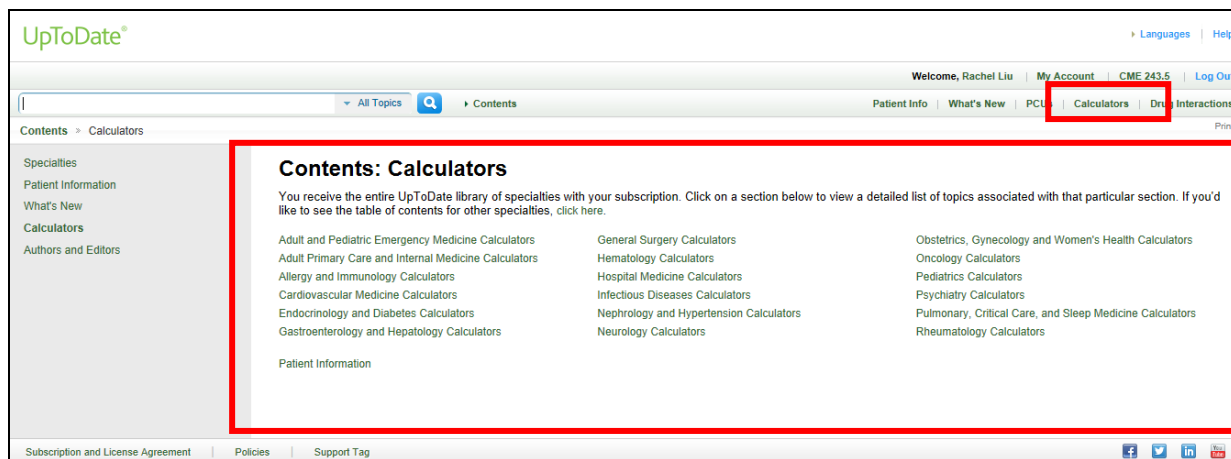 UpToDate®
Languages | Help
Welcome, Rachel Liu | My Account | CME 243.5 | Log Out
All Topics Contents Patient Info | What's New | | Calculators | Drug Interactions
Contents » Calculators
Specialties
Patient Information
What's New
Calculators
Authors and Editors
Contents: Calculators
You receive the entire UpToDate library of specialties with your subscription. Click on a section below to view a detailed list of topics associated with that particular section. If you'd
like to see the table of contents for other specialties, click here.
Adult and Pediatric Emergency Medicine Calculators
Adult Primary Care and Internal Medicine Calculators
Allergy and Immunology Calculators
Cardiovascular Medicine Calculators
Endocrinology and Diabetes Calculators
Gastroenterology and Hepatology Calculators
General Surgery Calculators
Hematology Calculators
Hospital Medicine Calculators
Infectious Diseases Calculators
Nephrology and Hypertension Calculators
Neurology Calculators
Obstetrics, Gynecology and Women's Health Calculators
Oncology Calculators
Pediatrics Calculators
Psychiatry Calculators
Pulmonary, Critical Care, and Sleep Medicine Calculators
Rheumatology Calculators
Patient Information
Subscription and License Agreement | Policies | Support Tag